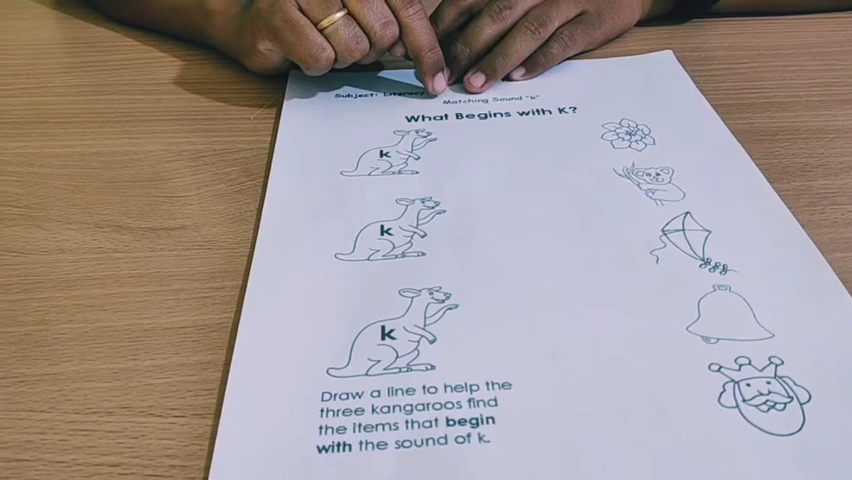 Subject: Literacy
Matching Sound "k"
What Begins with K?
k
k
k
Draw a line to help the
three kangaroos find
the items that begin
with the sound of k.